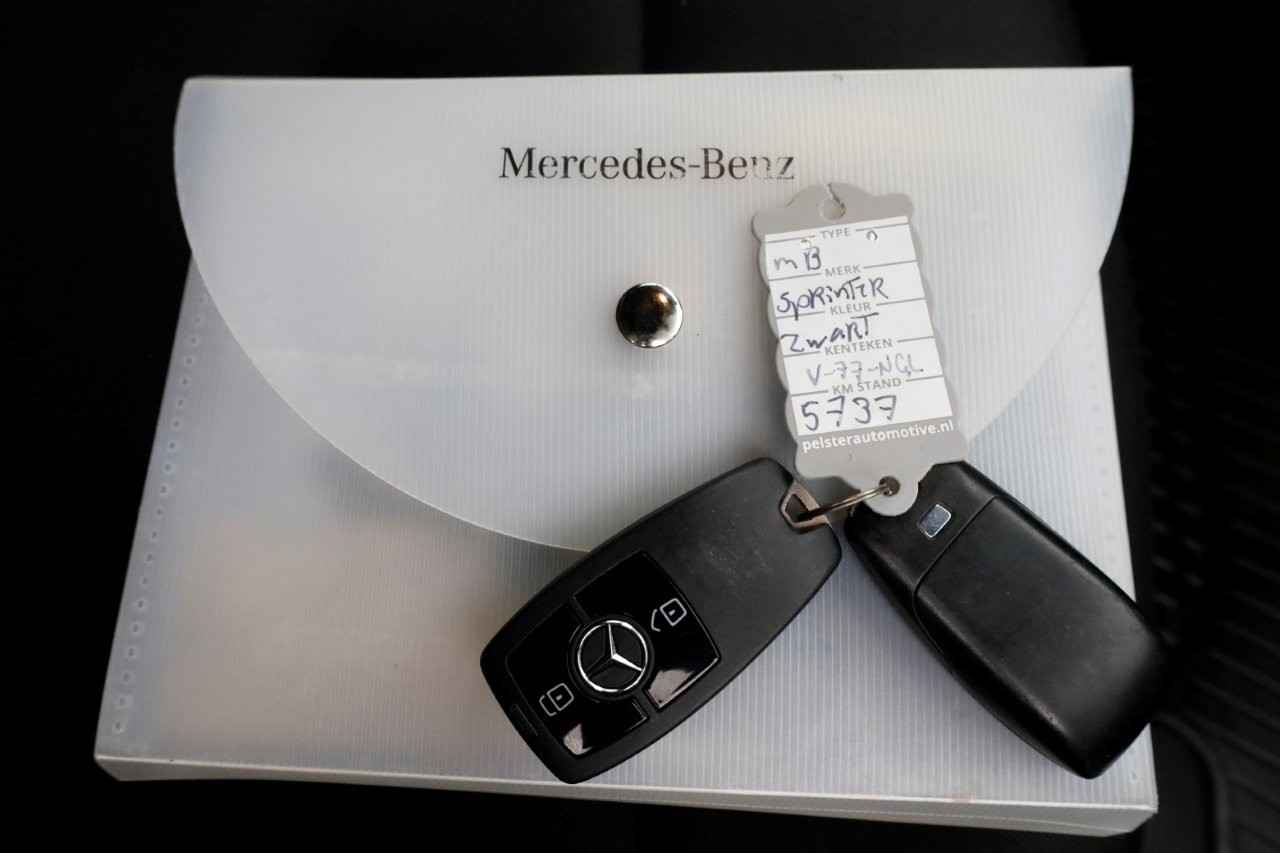 Mercedes-Benz
TYPE
mB
MERK
SpRinTER
KLEUR
ZwaRT
KENTEKEN
V-77-NGL
KM STAND
5737
pelsterautomotive.nl